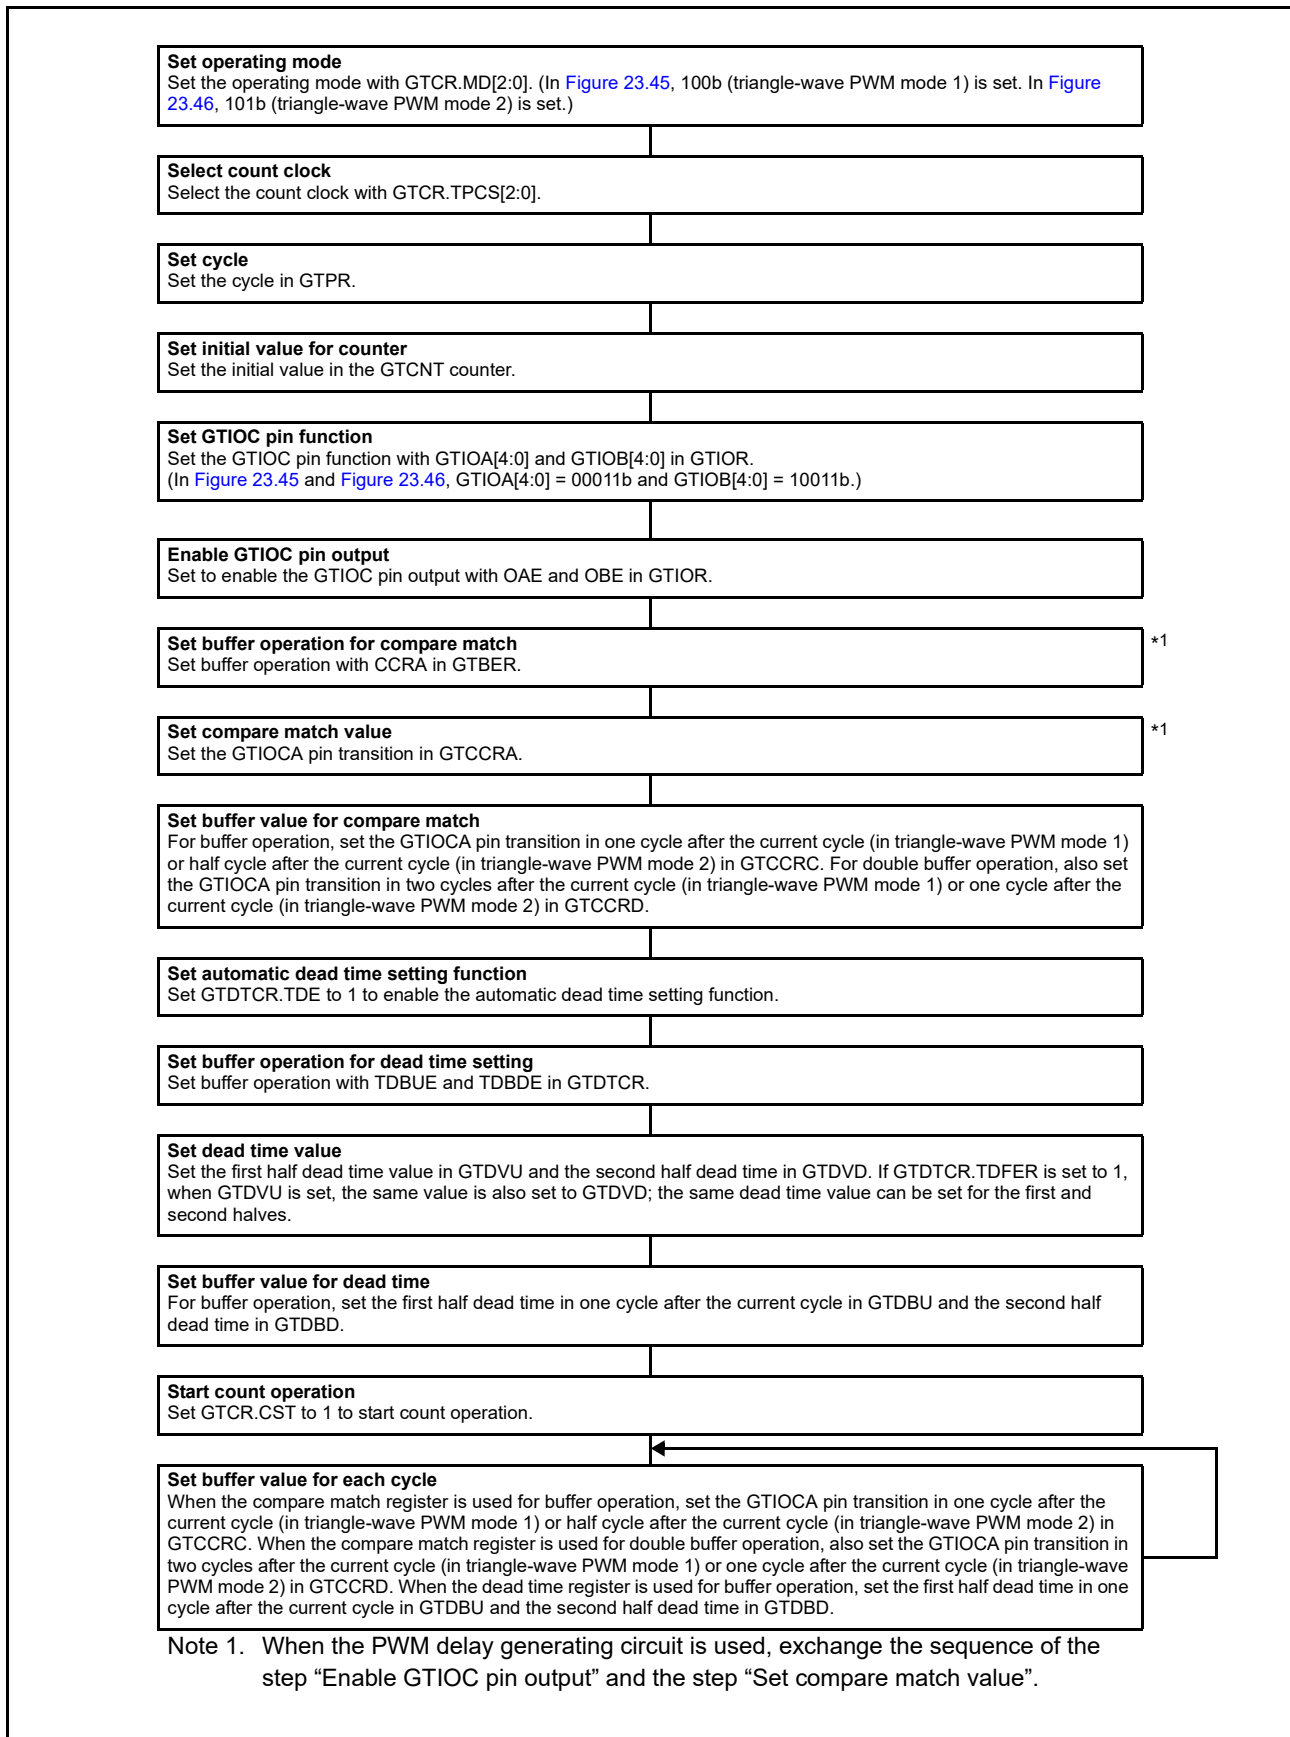 Set operating mode
Set the operating mode with GTCR.MD[2:0]. (In Figure 23.45, 100b (triangle-wave PWM mode 1) is set. In Figure
23.46, 101b (triangle-wave PWM mode 2) is set.)
Select count clock
Select the count clock with GTCR.TPCS[2:0].
Set cycle
Set the cycle in GTPR.
Set initial value for counter
Set the initial value in the GTCNT counter.
Set GTIOC pin function
Set the GTIOC pin function with GTIOA[4:0] and GTIOB[4:0] in GTIOR.
(In Figure 23.45 and Figure 23.46, GTIOA[4:0] = 00011b and GTIOB[4:0] = 10011b.)
Enable GTIOC pin output
Set to enable the GTIOC pin output with OAE and OBE in GTIOR.
Set buffer operation for compare match *1
Set buffer operation with CCRA in GTBER.
Set compare match value *1
Set the GTIOCA pin transition in GTCCRA.
Set buffer value for compare match
For buffer operation, set the GTIOCA pin transition in one cycle after the current cycle (in triangle-wave PWM mode 1)
or half cycle after the current cycle (in triangle-wave PWM mode 2) in GTCCRC. For double buffer operation, also set
the GTIOCA pin transition in two cycles after the current cycle (in triangle-wave PWM mode 1) or one cycle after the
current cycle (in triangle-wave PWM mode 2) in GTCCRD.
Set automatic dead time setting function
Set GTDTCR.TDE to 1 to enable the automatic dead time setting function.
Set buffer operation for dead time setting
Set buffer operation with TDBUE and TDBDE in GTDTCR.
Set dead time value
Set the first half dead time value in GTDVU and the second half dead time in GTDVD. If GTDTCR.TDFER is set to 1,
when GTDVU is set, the same value is also set to GTDVD; the same dead time value can be set for the first and
second halves.
Set buffer value for dead time
For buffer operation, set the first half dead time in one cycle after the current cycle in GTDBU and the second half
dead time in GTDBD.
Start count operation
Set GTCR.CST to 1 to start count operation.
Set buffer value for each cycle
When the compare match register is used for buffer operation, set the GTIOCA pin transition in one cycle after the
current cycle (in triangle-wave PWM mode 1) or half cycle after the current cycle (in triangle-wave PWM mode 2) in
GTCCRC. When the compare match register is used for double buffer operation, also set the GTIOCA pin transition in
two cycles after the current cycle (in triangle-wave PWM mode 1) or one cycle after the current cycle (in triangle-wave
PWM mode 2) in GTCCRD. When the dead time register is used for buffer operation, set the first half dead time in one
cycle after the current cycle in GTDBU and the second half dead time in GTDBD.
Note 1. When the PWM delay generating circuit is used, exchange the sequence of the
step “Enable GTIOC pin output” and the step “Set compare match value”.